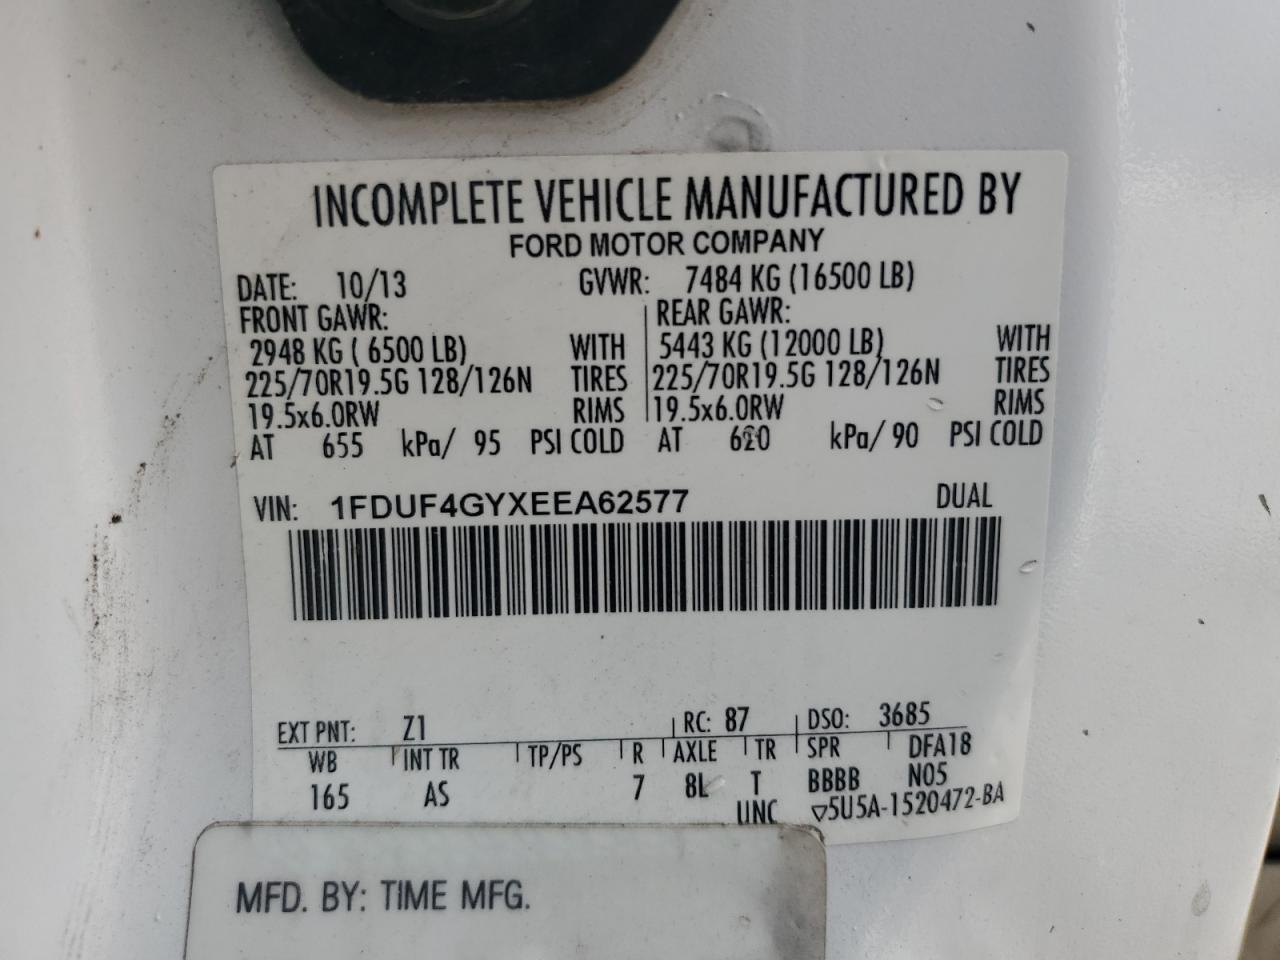 INCOMPLETE VEHICLE MANUFACTURED BY
FORD MOTOR COMPANY
DATE: 10/13 GVWR: 7484 KG (16500 LB)
FRONT GAWR: REAR GAWR:
2948 KG ( 6500 LB) WITH 5443 KG (12000 LB) WITH
225/70R19.5G 128/126N TIRES 225/70R19.5G 128/126N TIRES
19.5x6.0RW RIMS 19.5x6.0RW RIMS
AT 655 kPa/ 95 PSI COLD AT 620 kPa/ 90 PSI COLD
VIN: 1FDUF4GYXEEA62577 DUAL
EXT PNT: Z1 RC: 87 DSO: 3685
WB INT TR TP/PS R AXLE TR SPR DFA18
165 AS 7 8L T BBBB N05
UNC ▽5U5A-1520472-BA
MFD. BY: TIME MFG.